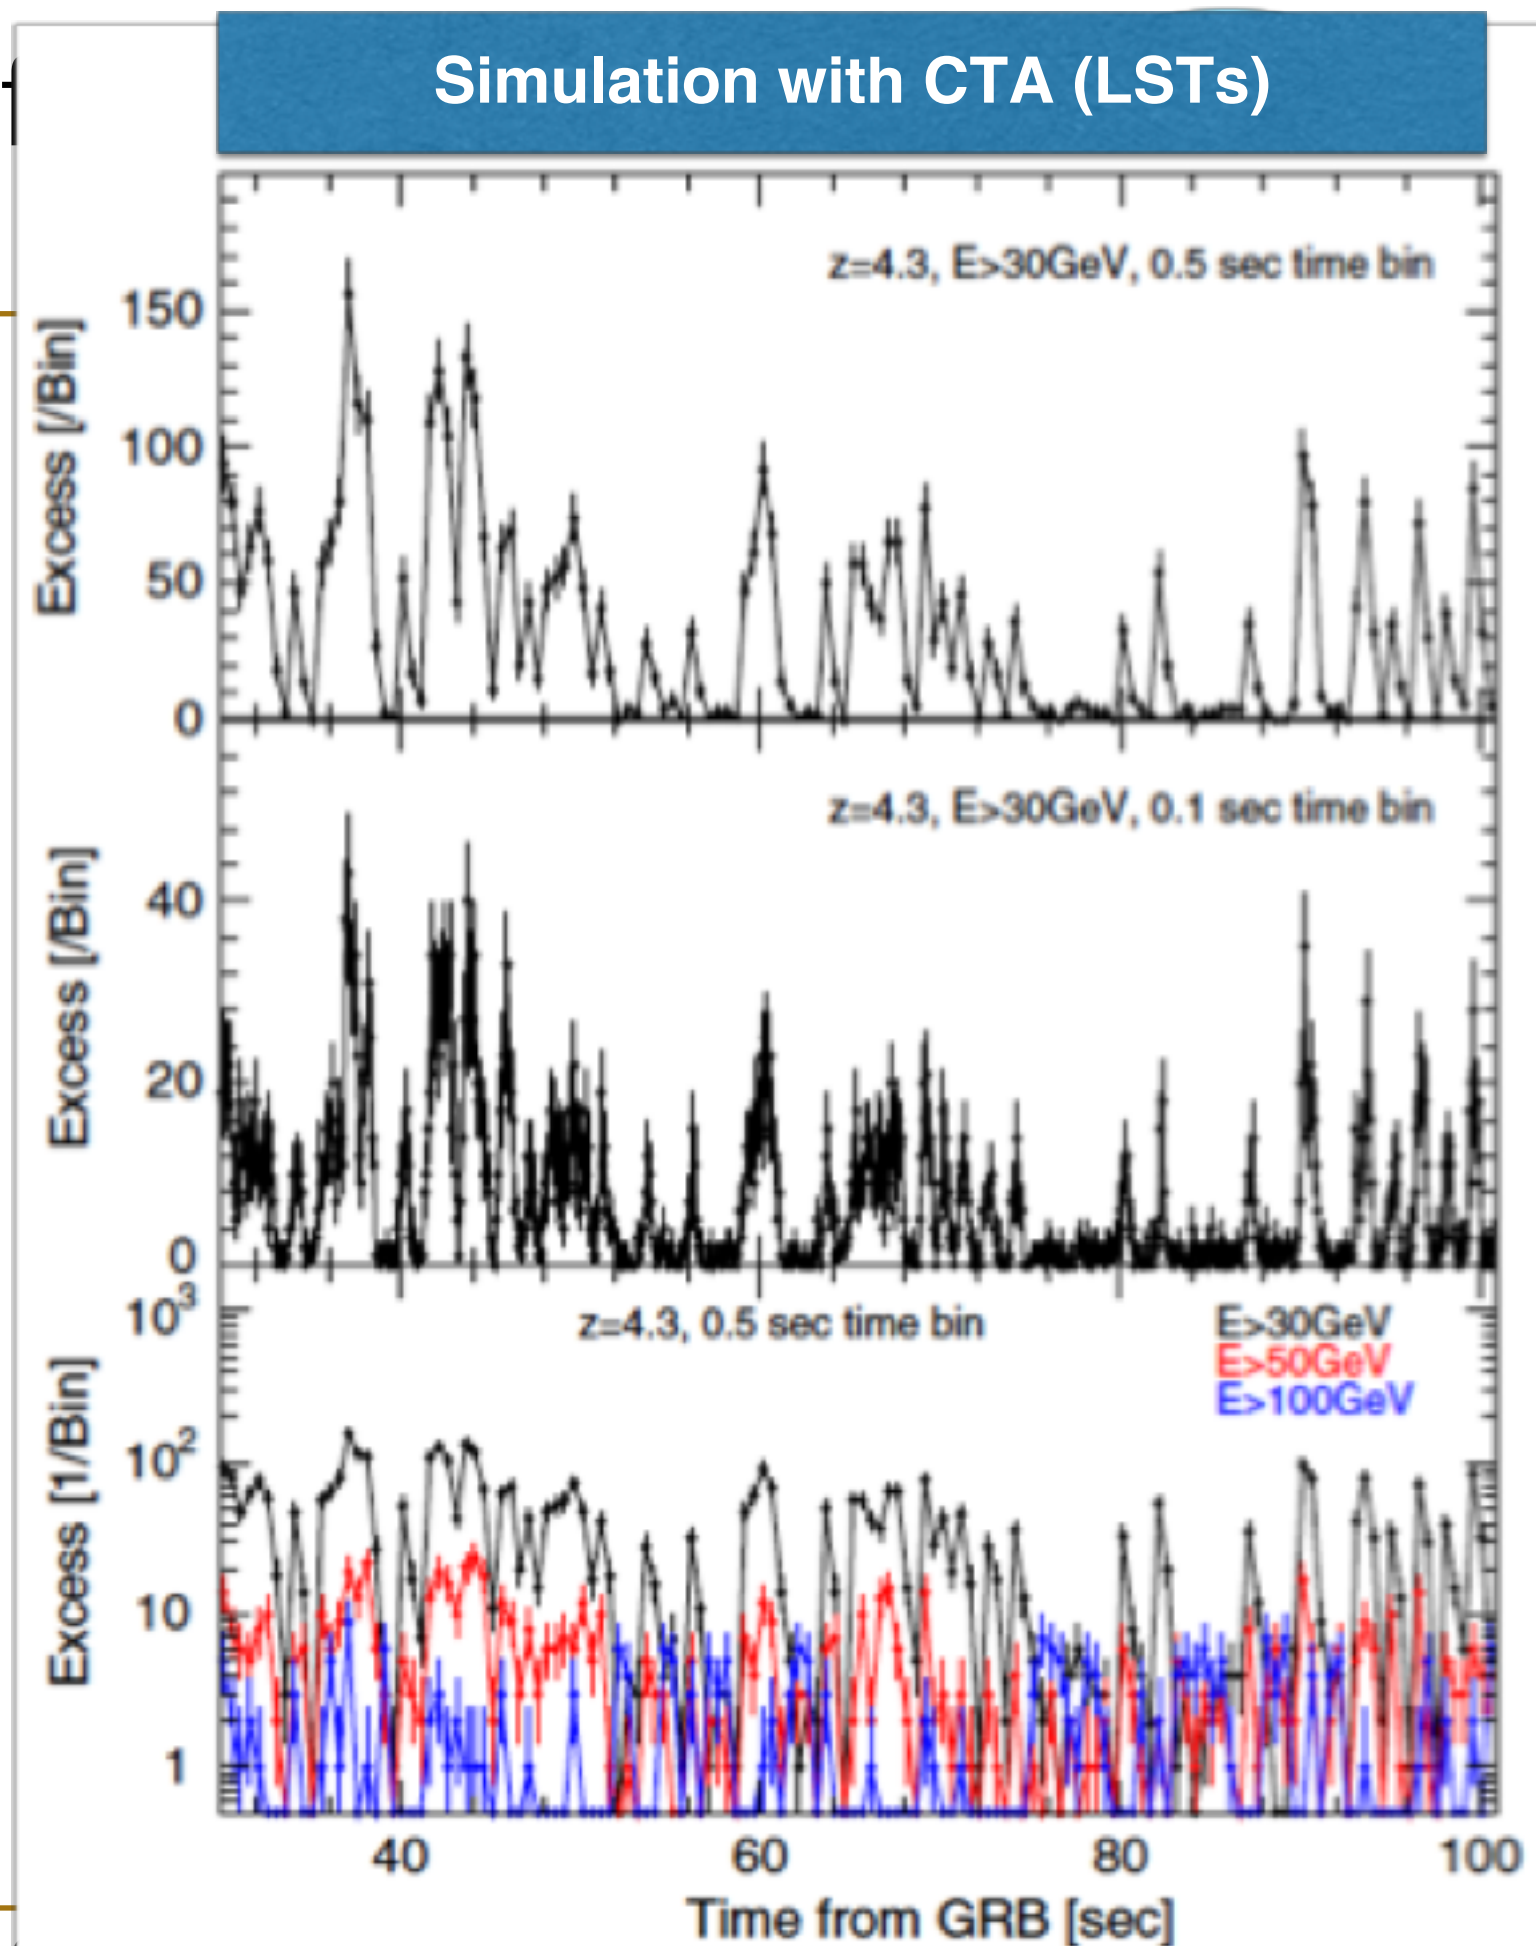 Simulation with CTA (LSTs)
z=4.3, E>30GeV, 0.5 sec time bin
150
100
50
0
Excess [/Bin]
z=4.3, E>30GeV, 0.1 sec time bin
40
20
0
Excess [/Bin]
z=4.3, 0.5 sec time bin
E>30GeV
E>50GeV
E>100GeV
10³
10²
10
1
Excess [1/Bin]
40 60 80 100
Time from GRB [sec]